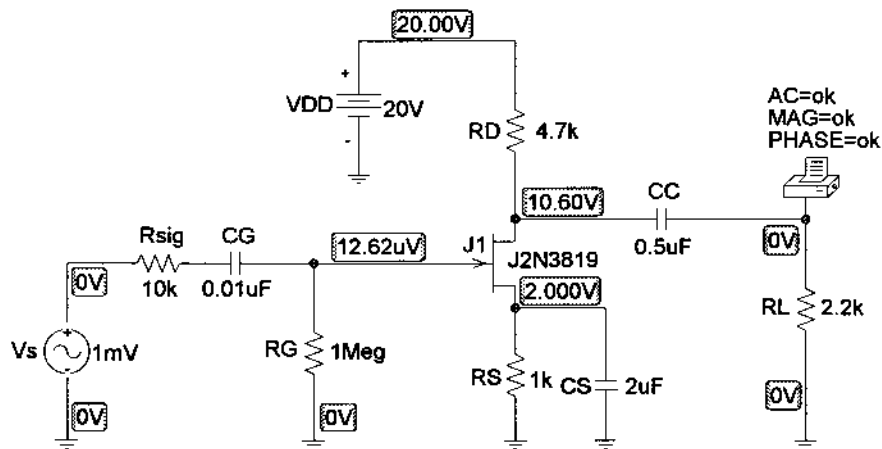 20.00V
+
VDD
20V
-
RD
4.7k
AC=ok
MAG=ok
PHASE=ok
10.60V
CC
0.5uF
0V
Rsig
10k
CG
0.01uF
12.62uV
J1
J2N3819
0V
2.000V
RL
2.2k
Vs
+
1mV
-
RG
1Meg
RS
1k
CS
2uF
0V
0V
0V